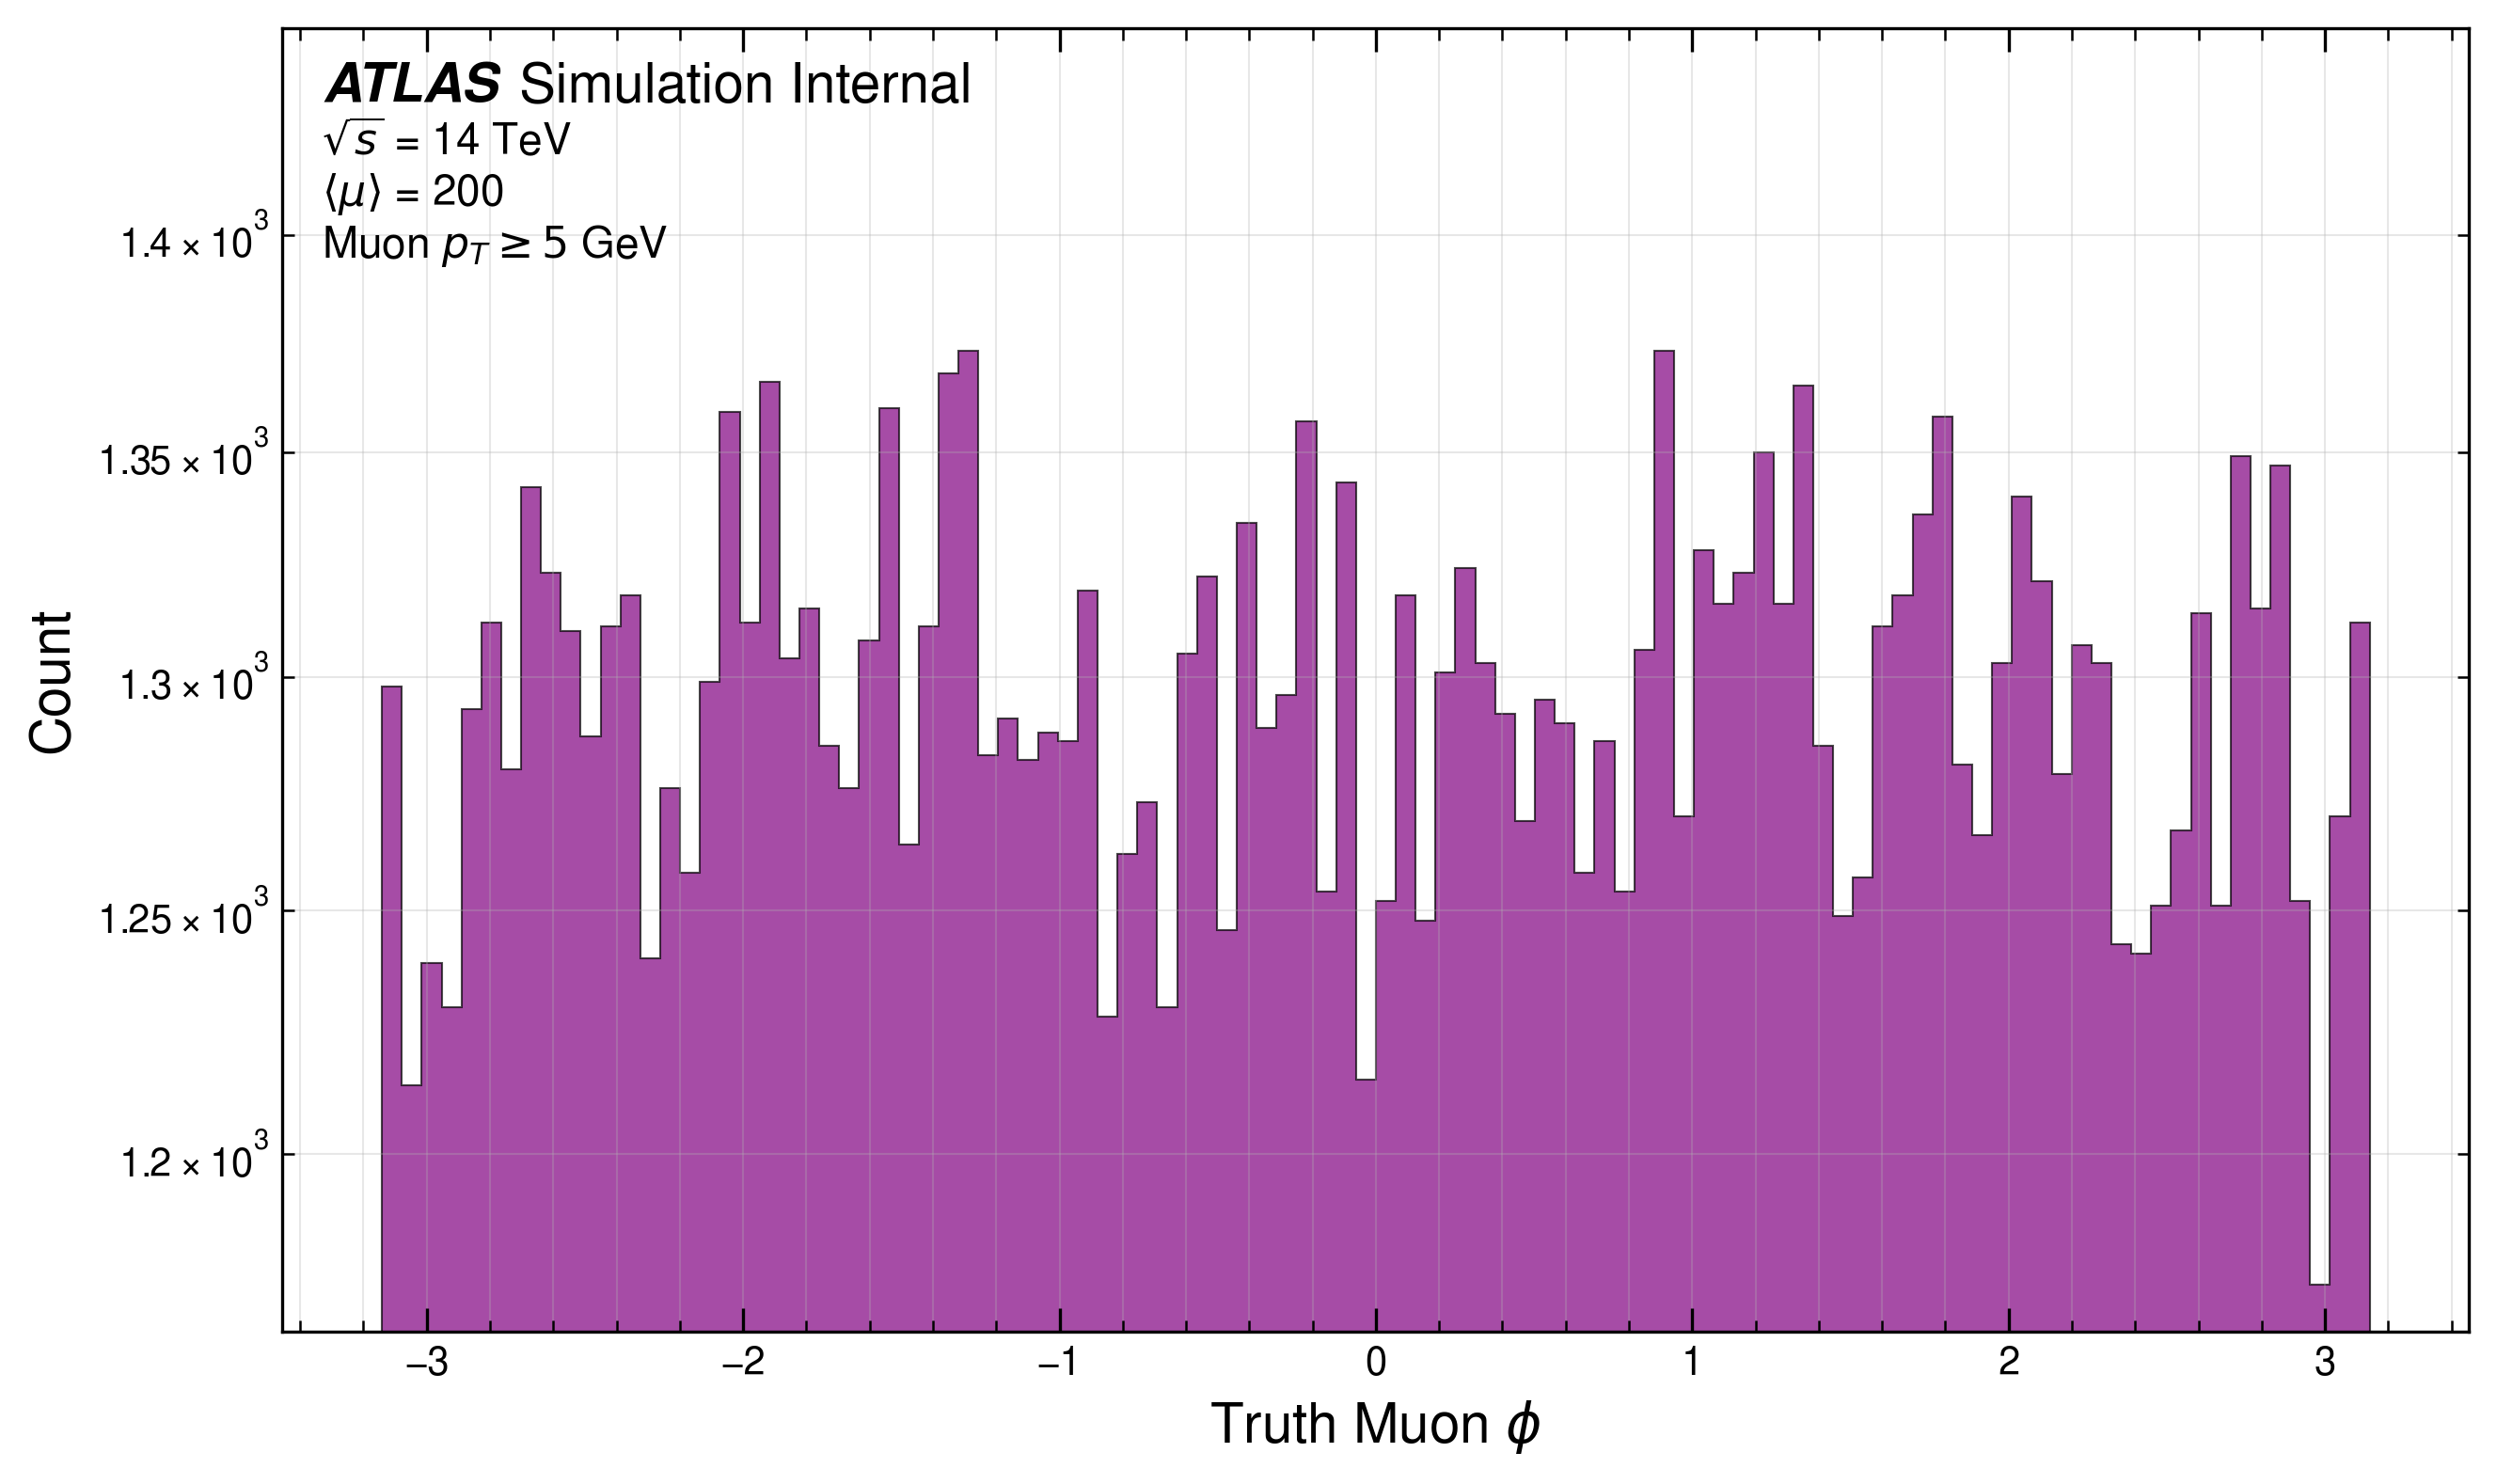 ATLAS Simulation Internal
√s = 14 TeV
⟨μ⟩ = 200
Muon p_T ≥ 5 GeV
1.4 × 10³
1.35 × 10³
1.3 × 10³
1.25 × 10³
1.2 × 10³
Count
−3 −2 −1 0 1 2 3
Truth Muon ϕ